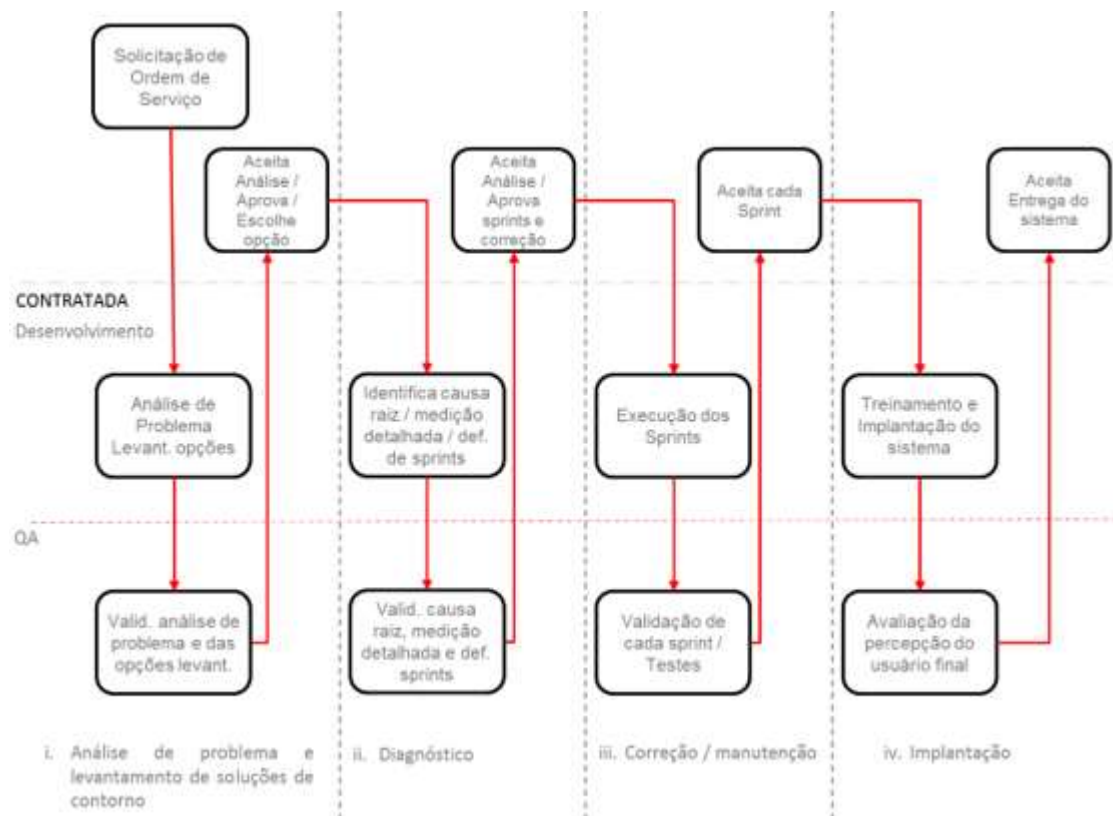 Solicitação de
Ordem de
Serviço
Aceita
Análise /
Aprova /
Escolhe
opção
Aceita
Análise /
Aprova
sprints e
correção
Aceita cada
Sprint
Aceita
Entrega do
sistema
CONTRATADA
Desenvolvimento
Análise de
Problema
Levant. opções
Identifica causa
raiz / medição
detalhada / def.
de sprints
Execução dos
Sprints
Treinamento e
Implantação do
sistema
QA
Valid. análise de
problema e das
opções levant.
Valid. causa
raiz, medição
detalhada e def.
sprints
Validação de
cada sprint /
Testes
Avaliação da
percepção do
usuário final
i. Análise de problema e
levantamento de soluções de
contorno
ii. Diagnóstico
iii. Correção / manutenção
iv. Implantação